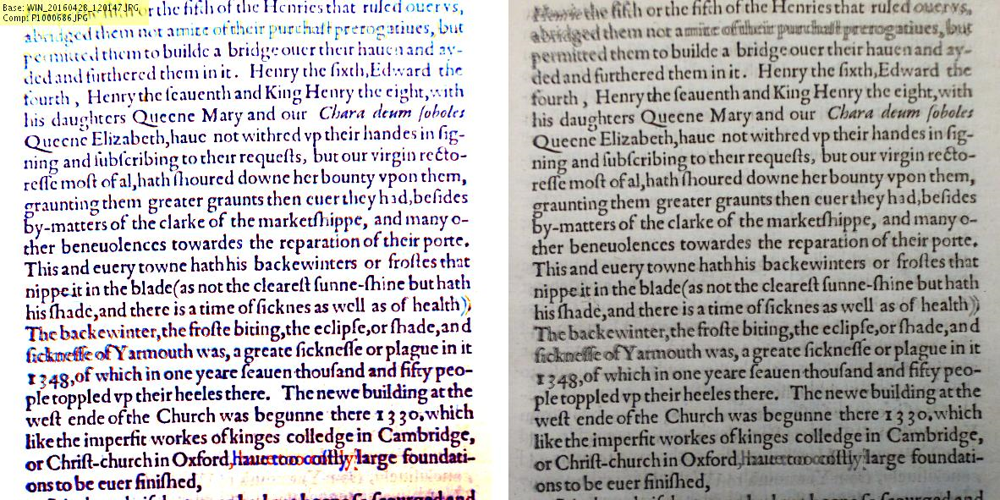 Base: WIN_20160428_120147.JPG
Comp: P1000686.JPG
or the fifth of the Henries that ruled ouer vs,
abridged them not a mite of their purchast prerogatiues, but
permitted them to builde a bridge ouer their hauen and ay-
ded and furthered them in it. Henry the ſixth, Edward the
fourth, Henry the ſeauenth and King Henry the eight, with
his daughters Queene Mary and our Chara deum ſoboles
Queene Elizabeth, haue not withred vp their handes in ſig-
ning and ſubſcribing to their requeſts, but our virgin recto-
reſſe moſt of al, hath ſhoured downe her bounty vpon them,
graunting them greater graunts then euer they had, beſides
by-matters of the clarke of the marketſhippe, and many o-
ther beneuolences towardes the reparation of their porte.
This and euery towne hath his backewinters or froſtes that
nippe it in the blade (as not the cleareſt ſunne-ſhine but hath
his ſhade, and there is a time of ſicknes as well as of health)
The backewinter, the froſte biting, the eclipſe, or ſhade, and
ſickneſſe of Yarmouth was, a greate ſickneſſe or plague in it
1348, of which in one yeare ſeauen thouſand and fifty peo-
ple toppled vp their heeles there. The newe building at the
weſt ende of the Church was begunne there 1330. which
like the imperfit workes of kinges colledge in Cambridge,
or Chriſt-church in Oxford, haue too coſtly large foundati-
ons to be euer finiſhed,
the fifth or the fifth of the Henries that ruled ouer vs,
abridged them not a mite of their purchast prerogatiues, but
permitted them to builde a bridge ouer their hauen and ay-
ded and furthered them in it. Henry the ſixth, Edward the
fourth, Henry the ſeauenth and King Henry the eight, with
his daughters Queene Mary and our Chara deum ſoboles
Queene Elizabeth, haue not withred vp their handes in ſig-
ning and ſubſcribing to their requeſts, but our virgin recto-
reſſe moſt of al, hath ſhoured downe her bounty vpon them,
graunting them greater graunts then euer they had, beſides
by-matters of the clarke of the marketſhippe, and many o-
ther beneuolences towardes the reparation of their porte.
This and euery towne hath his backewinters or froſtes that
nippe it in the blade (as not the cleareſt ſunne-ſhine but hath
his ſhade, and there is a time of ſicknes as well as of health)
The backewinter, the froſte biting, the eclipſe, or ſhade, and
ſickneſſe of Yarmouth was, a greate ſickneſſe or plague in it
1348, of which in one yeare ſeauen thouſand and fifty peo-
ple toppled vp their heeles there. The newe building at the
weſt ende of the Church was begunne there 1330. which
like the imperfit workes of kinges colledge in Cambridge,
or Chriſt-church in Oxford, haue too coſtly large foundati-
ons to be euer finiſhed,